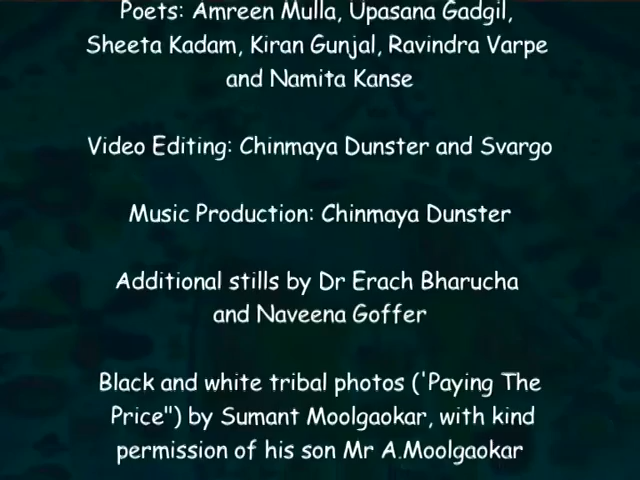 Poets: Amreen Mulla, Upasana Gadgil,
Sheeta Kadam, Kiran Gunjal, Ravindra Varpe
and Namita Kanse
Video Editing: Chinmaya Dunster and Svargo
Music Production: Chinmaya Dunster
Additional stills by Dr Erach Bharucha
and Naveena Goffer
Black and white tribal photos ('Paying The
Price") by Sumant Moolgaokar, with kind
permission of his son Mr A.Moolgaokar